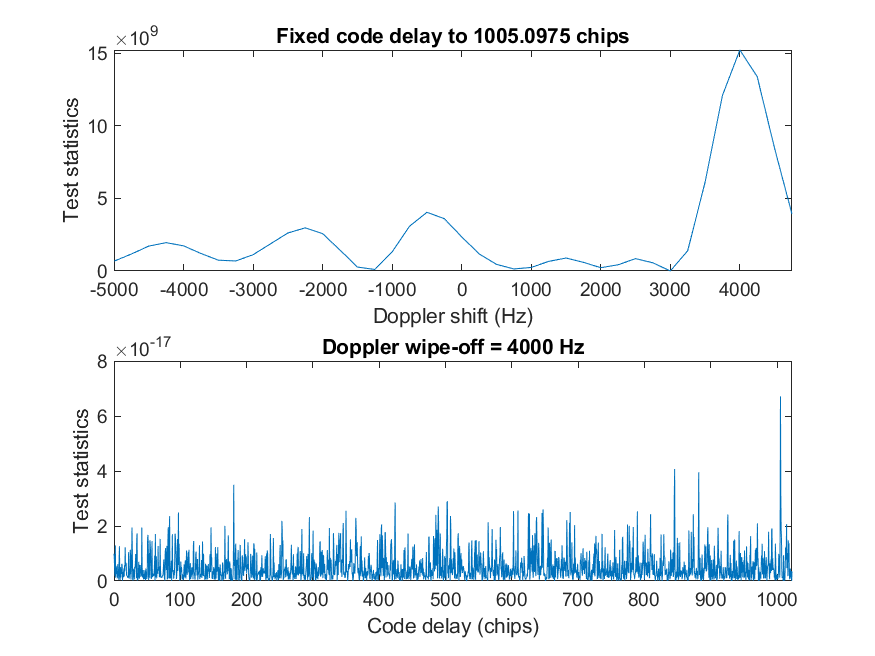 ×10^9
Fixed code delay to 1005.0975 chips
15
10
5
0
Test statistics
-5000 -4000 -3000 -2000 -1000 0 1000 2000 3000 4000
Doppler shift (Hz)
×10^-17
Doppler wipe-off = 4000 Hz
8
6
4
2
0
Test statistics
0 100 200 300 400 500 600 700 800 900 1000
Code delay (chips)